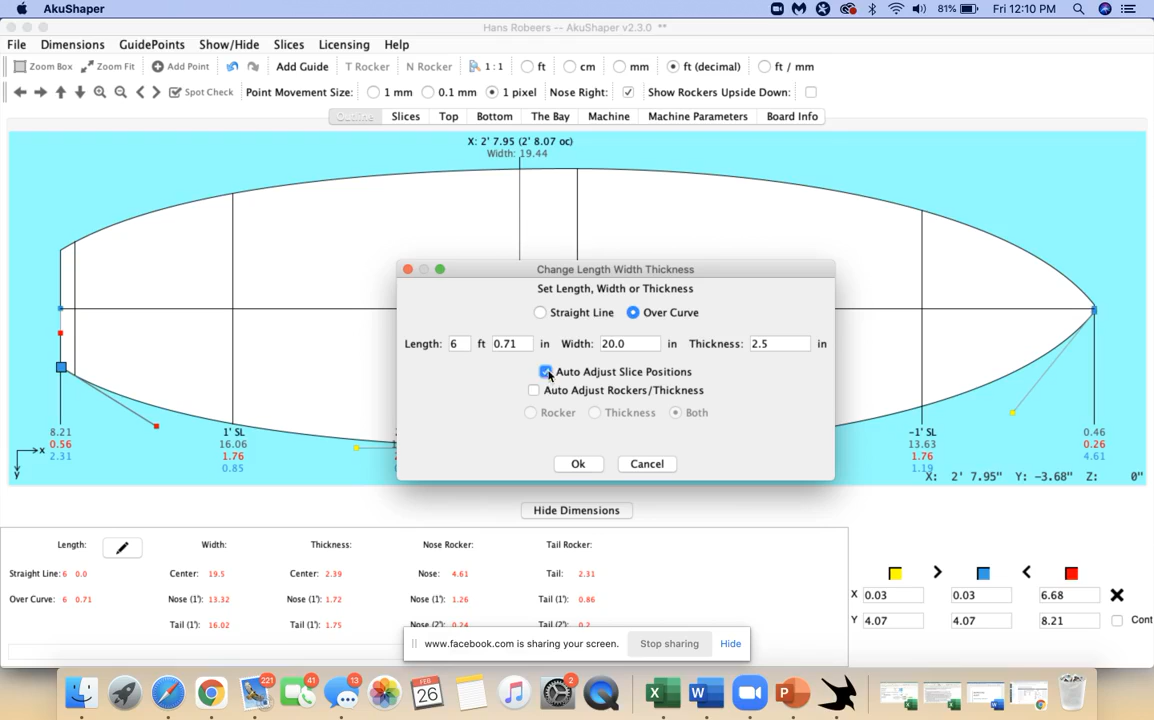 AkuShaper
81%
Fri 12:10 PM
Hans Robeers -- AkuShaper v2.3.0 **
File Dimensions GuidePoints Show/Hide Slices Licensing Help
Zoom Box Zoom Fit Add Point Add Guide T Rocker N Rocker 1 : 1 ft cm mm ft (decimal) ft / mm
Spot Check Point Movement Size: 1 mm 0.1 mm 1 pixel Nose Right: Show Rockers Upside Down:
Outline Slices Top Bottom The Bay Machine Machine Parameters Board Info
X: 2' 7.95 (2' 8.07 oc)
Width: 19.44
Change Length Width Thickness
Set Length, Width or Thickness
Straight Line Over Curve
Length: 6 ft 0.71 in Width: 20.0 in Thickness: 2.5 in
Auto Adjust Slice Positions
Auto Adjust Rockers/Thickness
Rocker Thickness Both
Ok Cancel
8.21 1' SL -1' SL 0.46
0.56 16.06 13.63 0.26
2.31 1.76 1.76 4.61
0.85 1.19
x
y
X: 2' 7.95" Y: -3.68" Z: 0"
Hide Dimensions
Length: Width: Thickness: Nose Rocker: Tail Rocker:
Straight Line: 6 0.0 Center: 19.5 Center: 2.39 Nose: 4.61 Tail: 2.31
Over Curve: 6 0.71 Nose (1'): 13.32 Nose (1'): 1.72 Nose (1'): 1.26 Tail (1'): 0.86
Tail (1'): 16.02 Tail (1'): 1.75 Nose (2'): 0.24 Tail (2'): 0.2
X 0.03 0.03 6.68
Y 4.07 4.07 8.21 Cont
www.facebook.com is sharing your screen. Stop sharing Hide
221 41 13 FEB 26 2